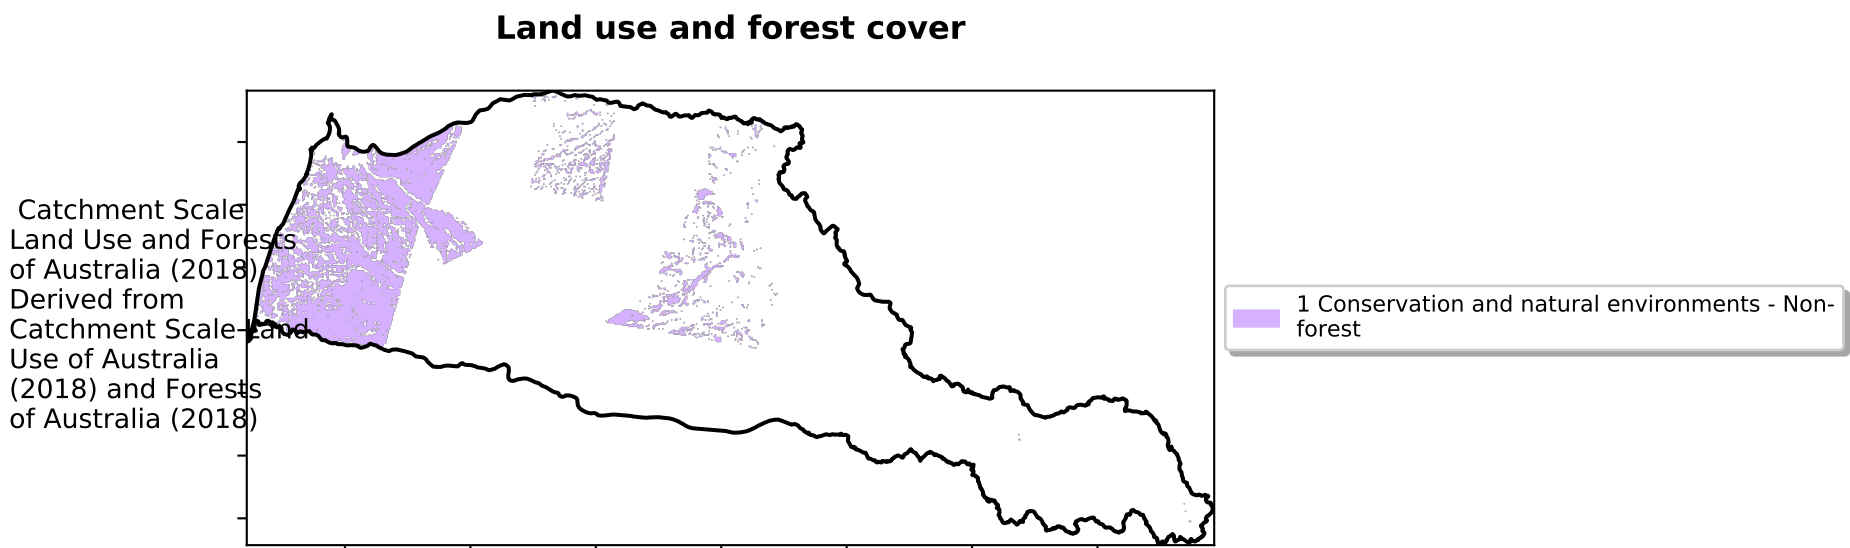 Land use and forest cover
Catchment Scale
Land Use and Forests
of Australia (2018)
Derived from
Catchment Scale Land
Use of Australia
(2018) and Forests
of Australia (2018)
1 Conservation and natural environments - Non-
forest